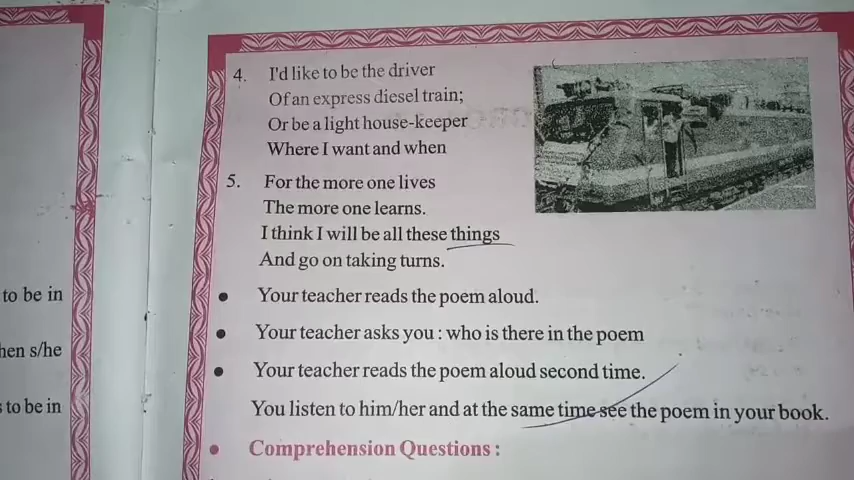 4. I'd like to be the driver
Of an express diesel train;
Or be a light house-keeper
Where I want and when
5. For the more one lives
The more one learns.
I think I will be all these things
And go on taking turns.
• Your teacher reads the poem aloud.
• Your teacher asks you : who is there in the poem
• Your teacher reads the poem aloud second time.
You listen to him/her and at the same time see the poem in your book.
• Comprehension Questions :
to be in
s/he
to be in